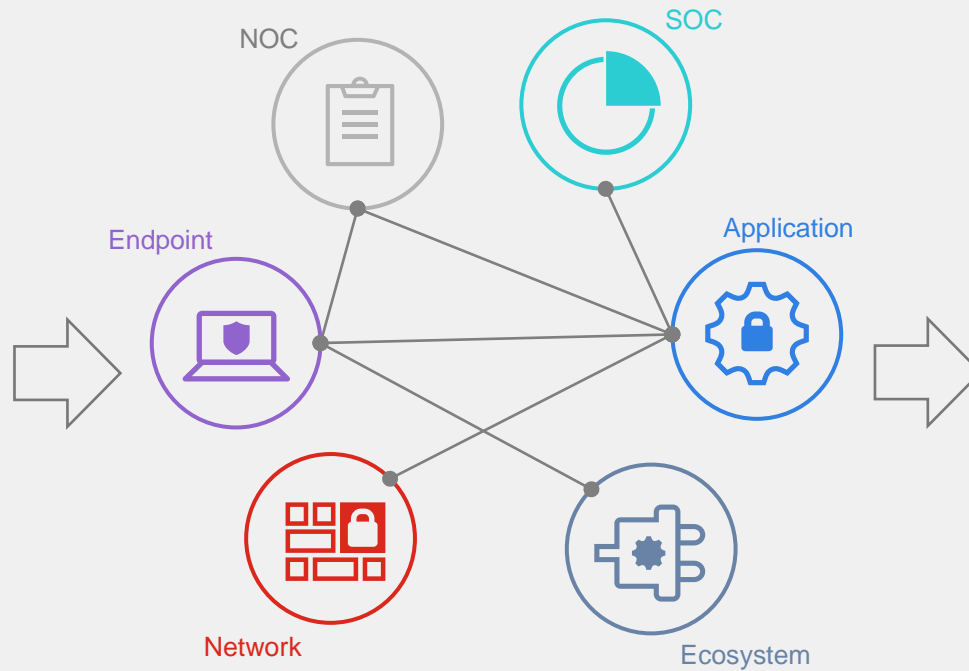 NOC
SOC
Endpoint
Application
Network
Ecosystem